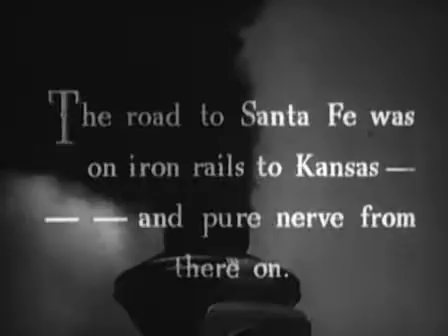 The road to Santa Fe was
on iron rails to Kansas —
— — and pure nerve from
there on.